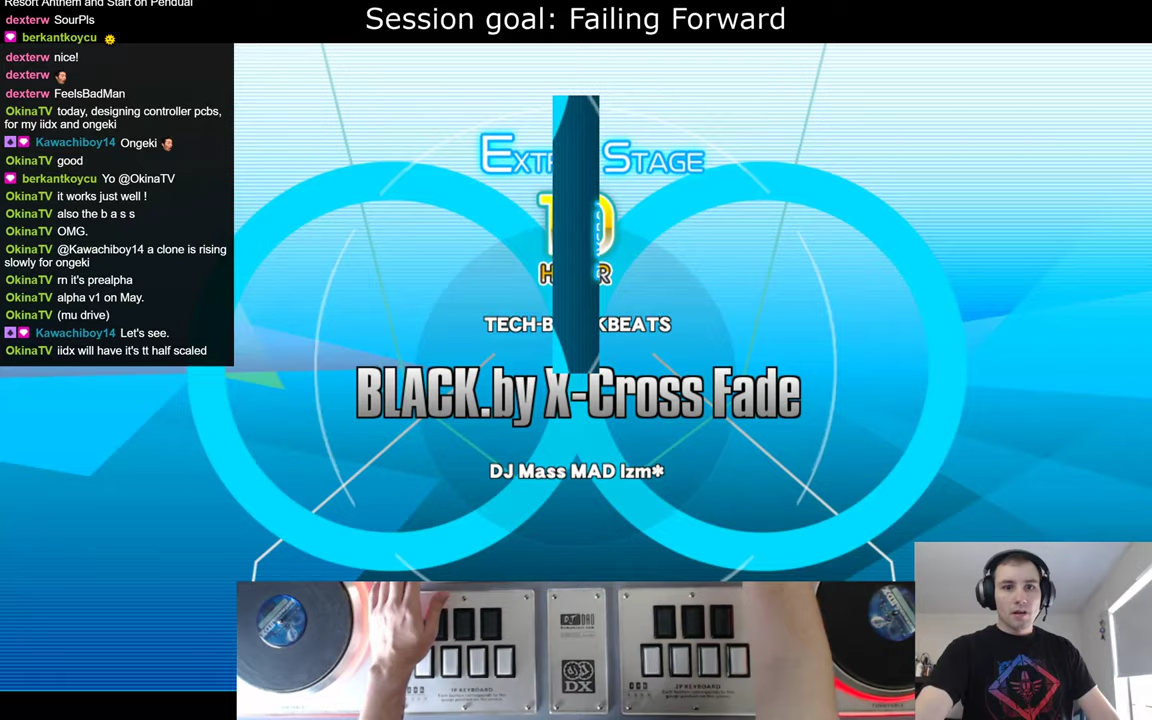 Session goal: Failing Forward
Resort Anthem and Start on Pendual
dexterw SourPls
berkantkoycu
dexterw nice!
dexterw
dexterw FeelsBadMan
OkinaTV today, designing controller pcbs,
for my iidx and ongeki
Kawachiboy14 Ongeki
OkinaTV good
berkantkoycu Yo @OkinaTV
OkinaTV it works just well !
OkinaTV also the b a s s
OkinaTV OMG.
OkinaTV @Kawachiboy14 a clone is rising
slowly for ongeki
OkinaTV rn it's prealpha
OkinaTV alpha v1 on May.
OkinaTV (mu drive)
Kawachiboy14 Let's see.
OkinaTV iidx will have it's tt half scaled
BLACK.by X-Cross Fade
DJ Mass MAD Izm*
DX